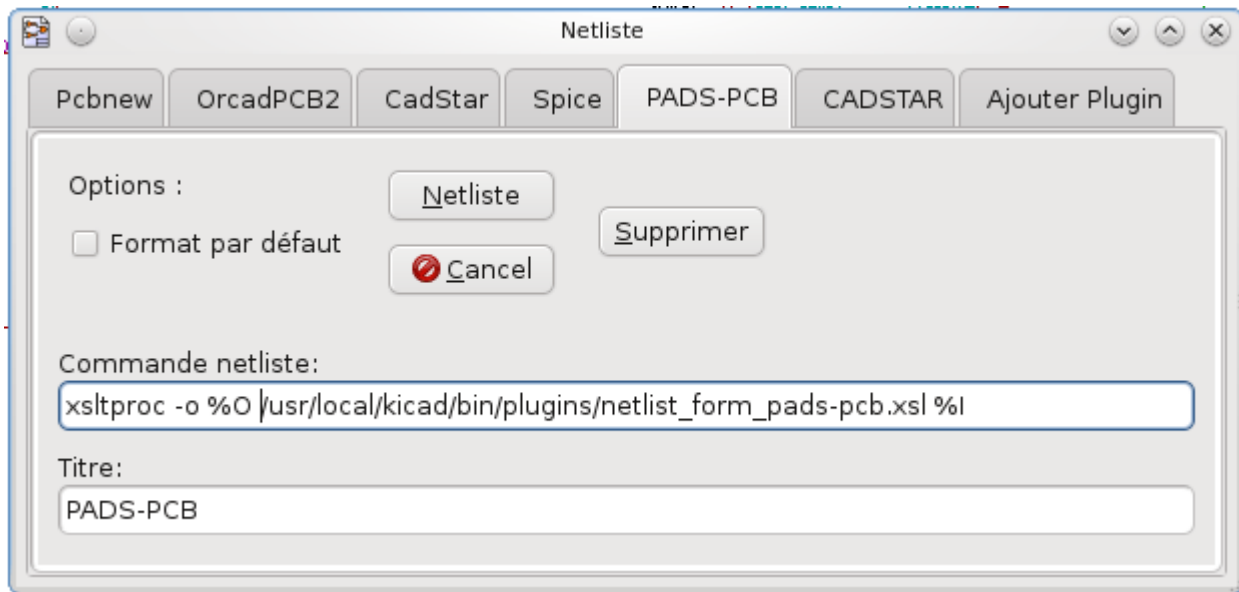 Netliste
Pcbnew OrcadPCB2 CadStar Spice PADS-PCB CADSTAR Ajouter Plugin
Options :
Netliste
Format par défaut
Supprimer
Cancel
Commande netliste:
xsltproc -o %O /usr/local/kicad/bin/plugins/netlist_form_pads-pcb.xsl %I
Titre:
PADS-PCB